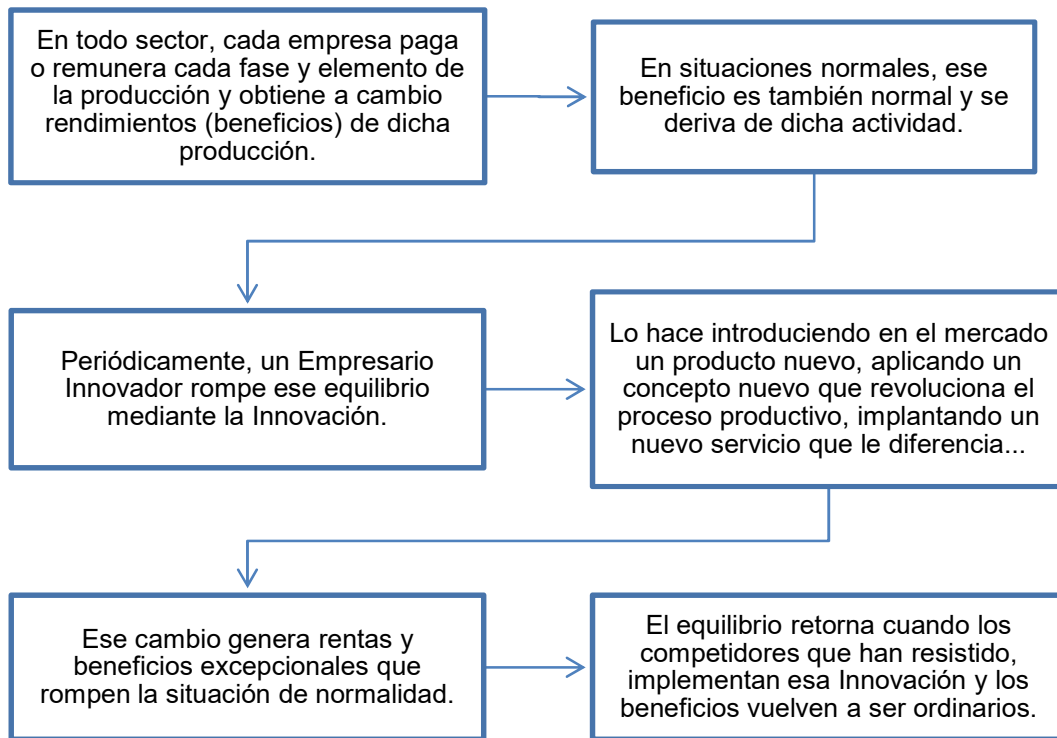 En todo sector, cada empresa paga
o remunera cada fase y elemento de
la producción y obtiene a cambio
rendimientos (beneficios) de dicha
producción.
En situaciones normales, ese
beneficio es también normal y se
deriva de dicha actividad.
Periódicamente, un Empresario
Innovador rompe ese equilibrio
mediante la Innovación.
Lo hace introduciendo en el mercado
un producto nuevo, aplicando un
concepto nuevo que revoluciona el
proceso productivo, implantando un
nuevo servicio que le diferencia...
Ese cambio genera rentas y
beneficios excepcionales que
rompen la situación de normalidad.
El equilibrio retorna cuando los
competidores que han resistido,
implementan esa Innovación y los
beneficios vuelven a ser ordinarios.